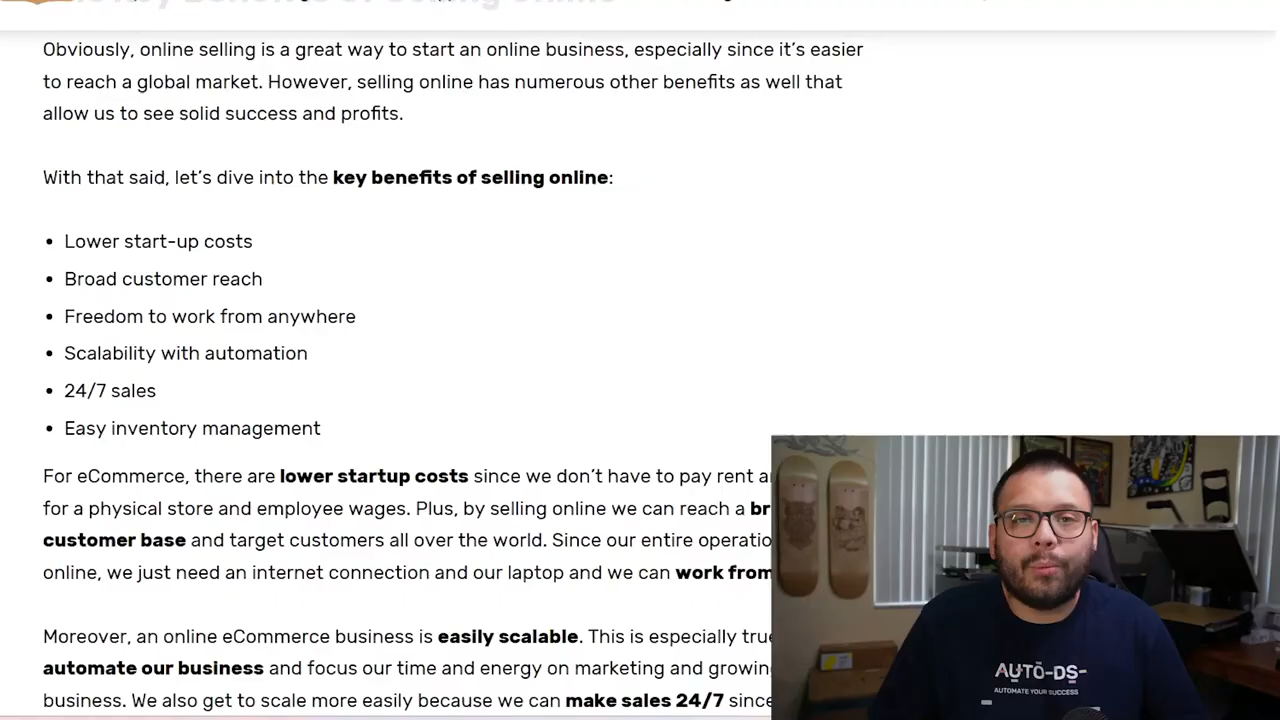 Obviously, online selling is a great way to start an online business, especially since it’s easier
to reach a global market. However, selling online has numerous other benefits as well that
allow us to see solid success and profits.
With that said, let’s dive into the key benefits of selling online:
• Lower start-up costs
• Broad customer reach
• Freedom to work from anywhere
• Scalability with automation
• 24/7 sales
• Easy inventory management
For eCommerce, there are lower startup costs since we don’t have to pay rent
for a physical store and employee wages. Plus, by selling online we can reach a
customer base and target customers all over the world. Since our entire
online, we just need an internet connection and our laptop and we can work from
Moreover, an online eCommerce business is easily scalable. This is especially true
automate our business and focus our time and energy on marketing and
business. We also get to scale more easily because we can make sales 24/7 since
AUTO-DS-
AUTOMATE YOUR SUCCESS